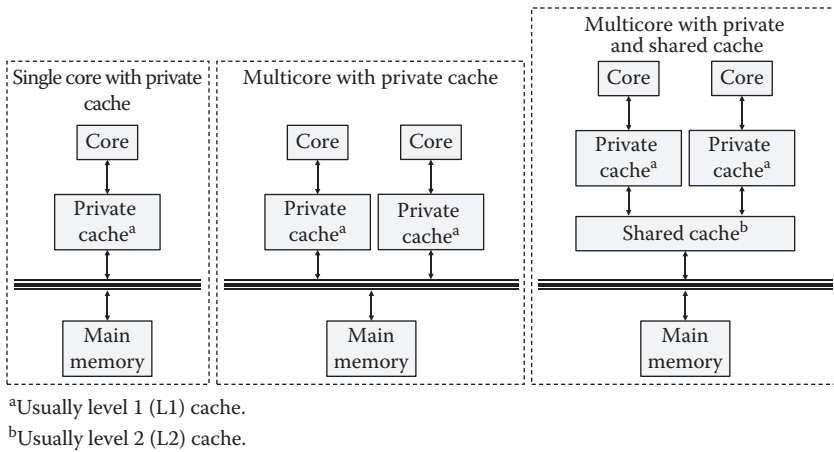 Single core with private
cache
Core
Private
cacheᵃ
Main
memory
Multicore with private cache
Core
Core
Private
cacheᵃ
Private
cacheᵃ
Main
memory
Multicore with private
and shared cache
Core
Core
Private
cacheᵃ
Private
cacheᵃ
Shared cacheᵇ
Main
memory
ᵃUsually level 1 (L1) cache.
ᵇUsually level 2 (L2) cache.